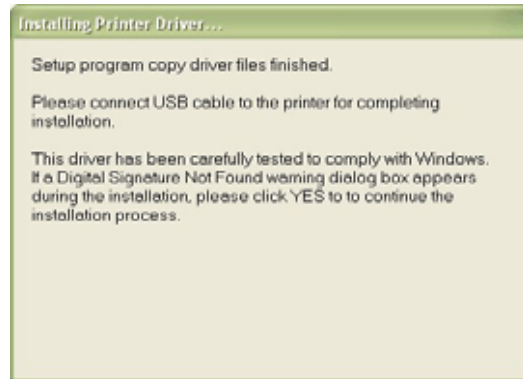 Installing Printer Driver...
Setup program copy driver files finished.
Please connect USB cable to the printer for completing
installation.
This driver has been carefully tested to comply with Windows.
If a Digital Signature Not Found warning dialog box appears
during the installation, please click YES to to continue the
installation process.